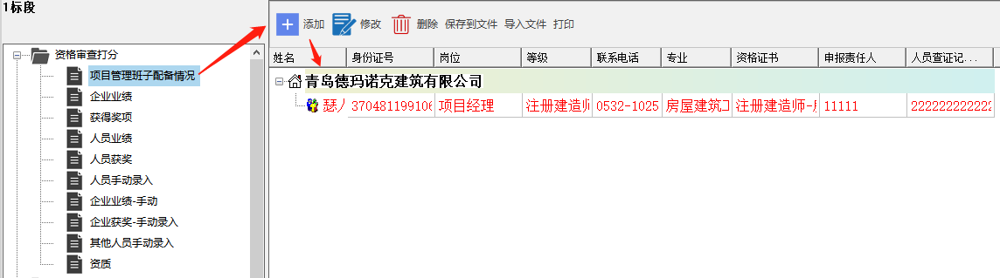 1标段
资格审查打分
项目管理班子配备情况
企业业绩
获得奖项
人员业绩
人员获奖
人员手动录入
企业业绩-手动
企业获奖-手动录入
其他人员手动录入
资质
添加 修改 删除 保存到文件 导入文件 打印
姓名 身份证号 岗位 等级 联系电话 专业 资格证书 申报责任人 人员查证记...
青岛德玛诺克建筑有限公司
瑟 370481199106 项目经理 注册建造师 0532-1025 房屋建筑工 注册建造师- 11111 2222222222222